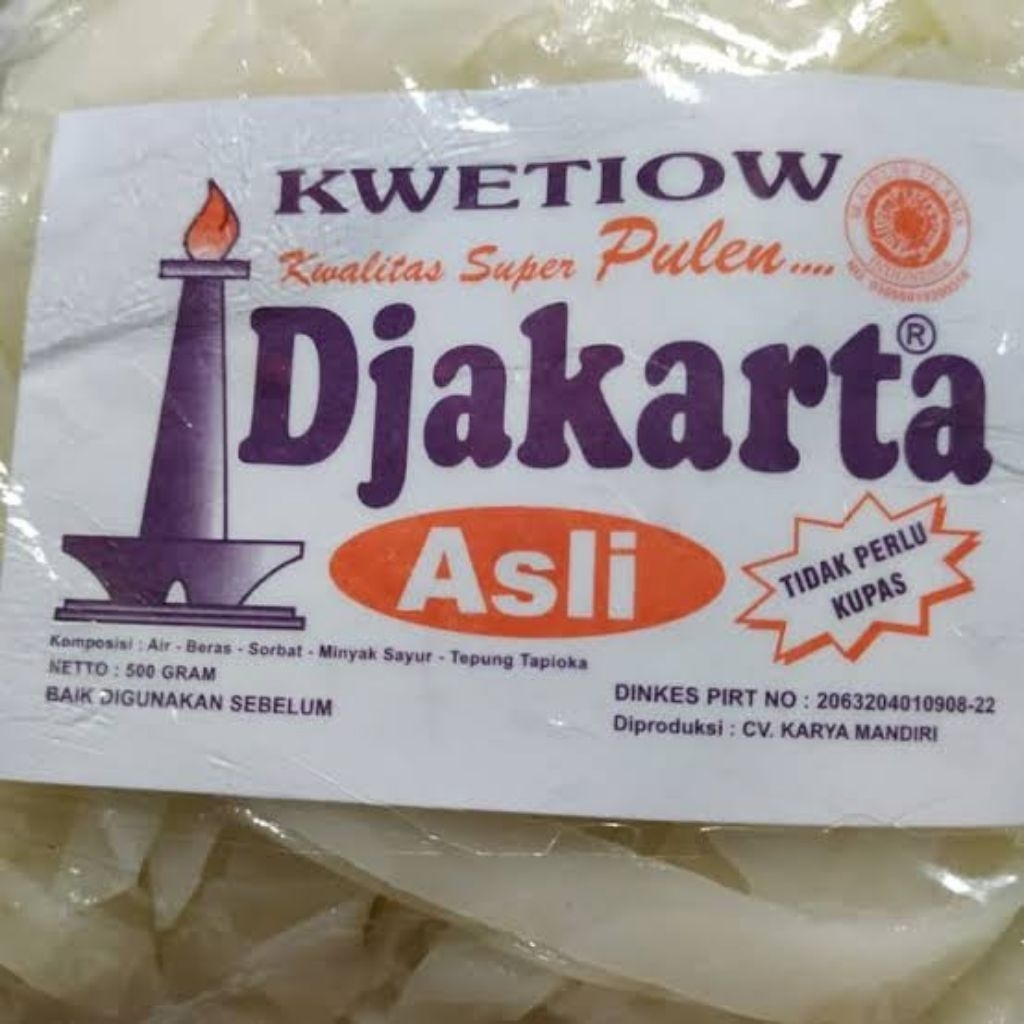 KWETIOW
Kwalitas Super Pulen....
Djakarta®
Asli
TIDAK PERLU
KUPAS
Komposisi : Air - Beras - Sorbat - Minyak Sayur - Tepung Tapioka
NETTO : 500 GRAM
BAIK DIGUNAKAN SEBELUM
DINKES PIRT NO : 2063204010908-22
Diproduksi : CV. KARYA MANDIRI